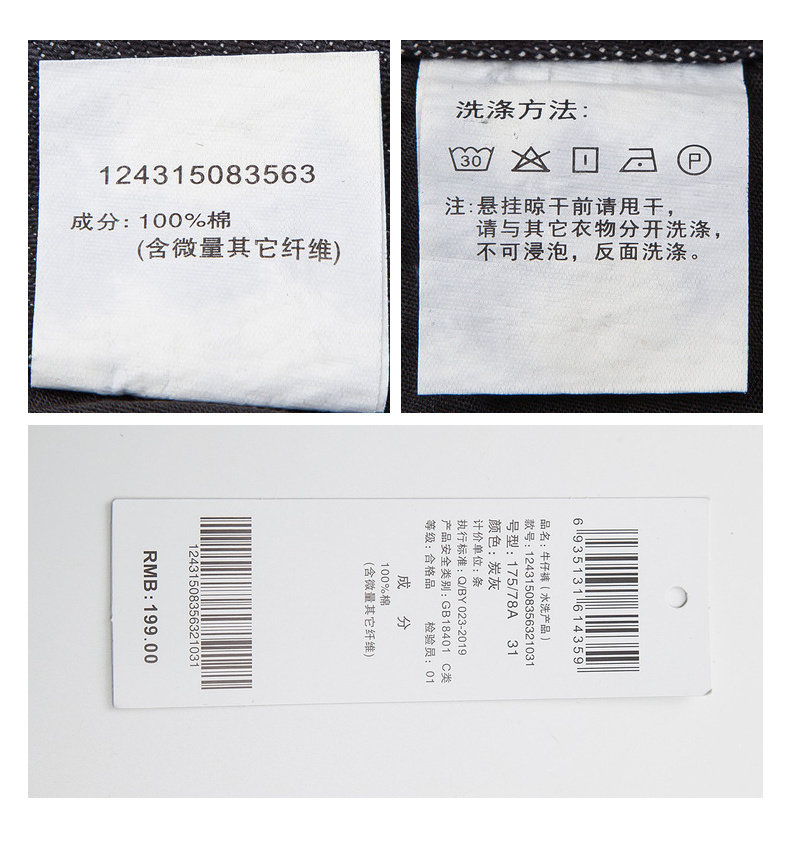 124315083563
成分: 100%棉
(含微量其它纤维)
洗涤方法:
30
P
注: 悬挂晾干前请甩干，
请与其它衣物分开洗涤，
不可浸泡，反面洗涤。
6 935131 614359
品名: 牛仔裤 (水洗产品)
款号: 12431508356321031
号型: 175/78A 31
颜色: 炭灰
计价单位: 条
执行标准: Q/BY 023-2019
产品安全类别: GB18401 C类
等级: 合格品 检验员: 01
成 分
100%棉
(含微量其它纤维)
12431508356321031
RMB: 199.00